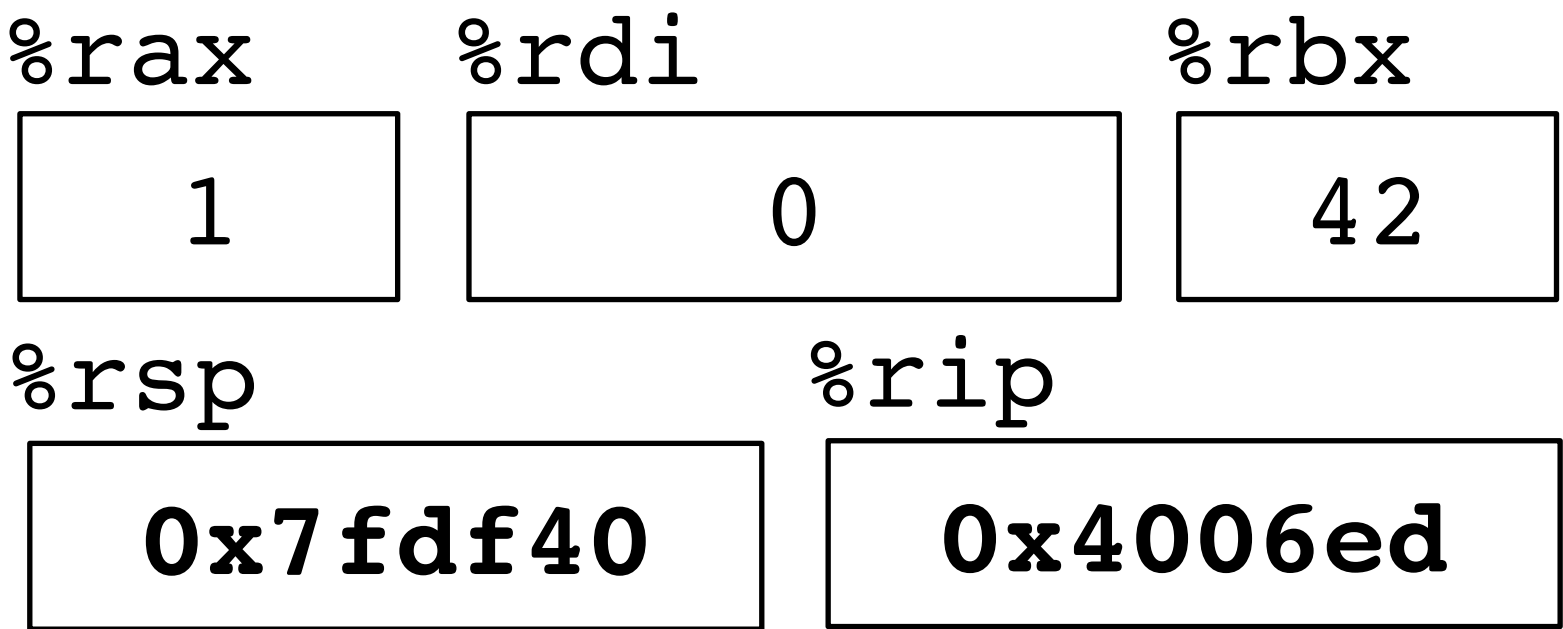 %rax %rdi %rbx
1 0 42
%rsp %rip
0x7fdf40 0x4006ed